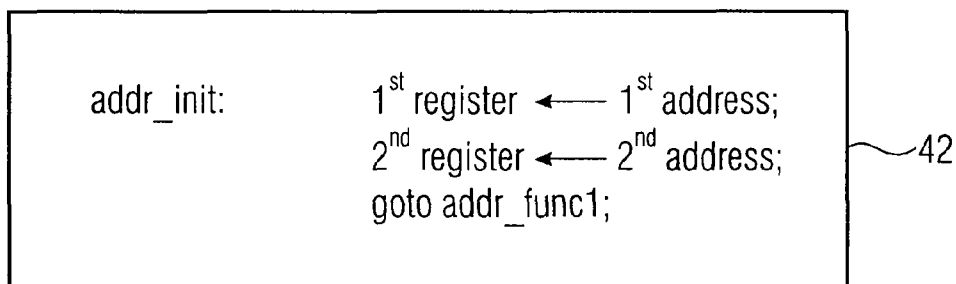 addr_init: 1st register ← 1st address;
2nd register ← 2nd address;
goto addr_func1;
42